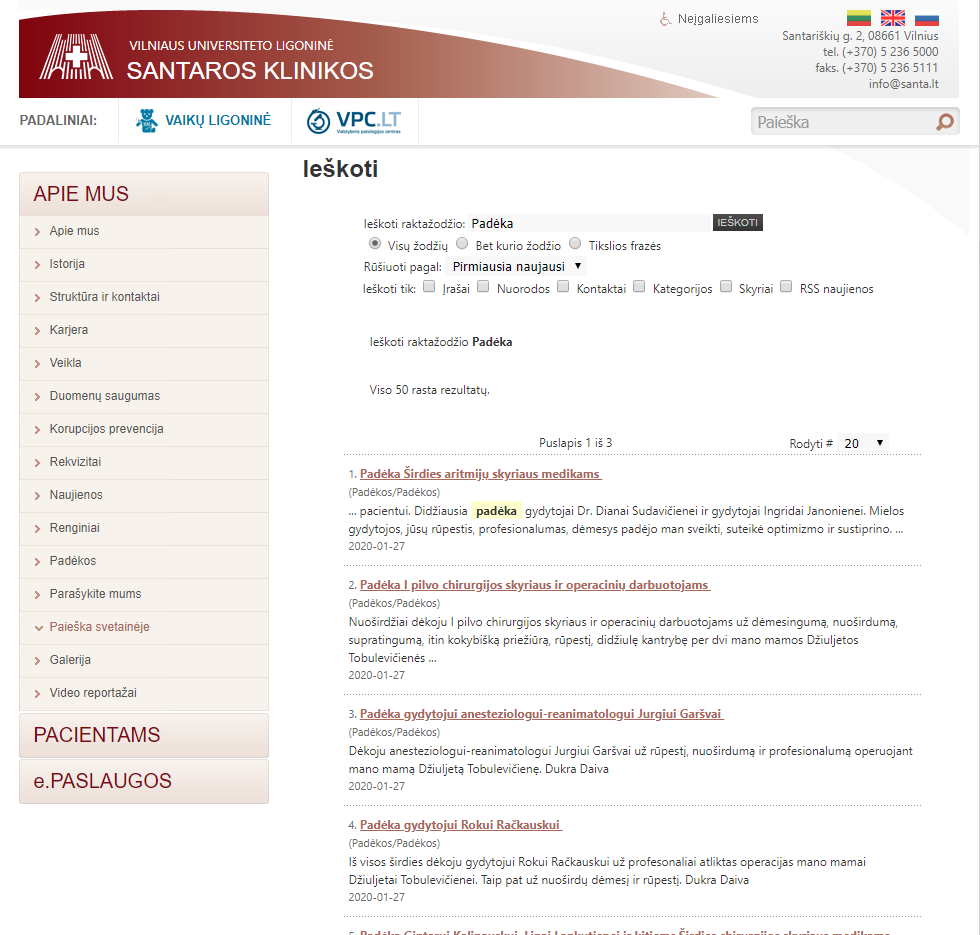 Neįgaliesiems
Santariškių g. 2, 08661 Vilnius
tel. (+370) 5 236 5000
faks. (+370) 5 236 5111
info@santa.lt
VILNIAUS UNIVERSITETO LIGONINĖ
SANTAROS KLINIKOS
PADALINIAI:
VAIKŲ LIGONINĖ
VPC.LT
Valstybinis patologijos centras
Paieška
Ieškoti
APIE MUS
Apie mus
Istorija
Struktūra ir kontaktai
Karjera
Veikla
Duomenų saugumas
Korupcijos prevencija
Rekvizitai
Naujienos
Renginiai
Padėkos
Parašykite mums
Paieška svetainėje
Galerija
Video reportažai
PACIENTAMS
e.PASLAUGOS
Ieškoti raktažodžio: Padėka IEŠKOTI
Visų žodžių Bet kurio žodžio Tikslios frazės
Rūšiuoti pagal: Pirmiausia naujausi
Ieškoti tik: Įrašai Nuorodos Kontaktai Kategorijos Skyriai RSS naujienos
Ieškoti raktažodžio Padėka
Viso 50 rasta rezultatų.
Puslapis 1 iš 3
Rodyti # 20
1. Padėka Širdies aritmijų skyriaus medikams
(Padėkos/Padėkos)
... pacientui. Didžiausia padėka gydytojai Dr. Dianai Sudavičienei ir gydytojai Ingridai Janonienei. Mielos
gydytojos, jūsų rūpestis, profesionalumas, dėmesys padėjo man sveikti, suteikė optimizmo ir sustiprino. ...
2020-01-27
2. Padėka I pilvo chirurgijos skyriaus ir operacinių darbuotojams
(Padėkos/Padėkos)
Nuoširdžiai dėkoju I pilvo chirurgijos skyriaus ir operacinių darbuotojams už dėmesingumą, nuoširdumą,
supratingumą, itin kokybišką priežiūrą, rūpestį, didžiulę kantrybę per dvi mano mamos Džiuljetos
Tobulevičienės ...
2020-01-27
3. Padėka gydytojui anesteziologui-reanimatologui Jurgiui Garšvai
(Padėkos/Padėkos)
Dėkoju anesteziologui-reanimatologui Jurgiui Garšvai už rūpestį, nuoširdumą ir profesionalumą operuojant
mano mamą Džiuljetą Tobulevičienę. Dukra Daiva
2020-01-27
4. Padėka gydytojui Rokui Račkauskui
(Padėkos/Padėkos)
Iš visos širdies dėkoju gydytojui Rokui Račkauskui už profesonaliai atliktas operacijas mano mamai
Džiuljetai Tobulevičienei. Taip pat už nuoširdų dėmesį ir rūpestį. Dukra Daiva
2020-01-27